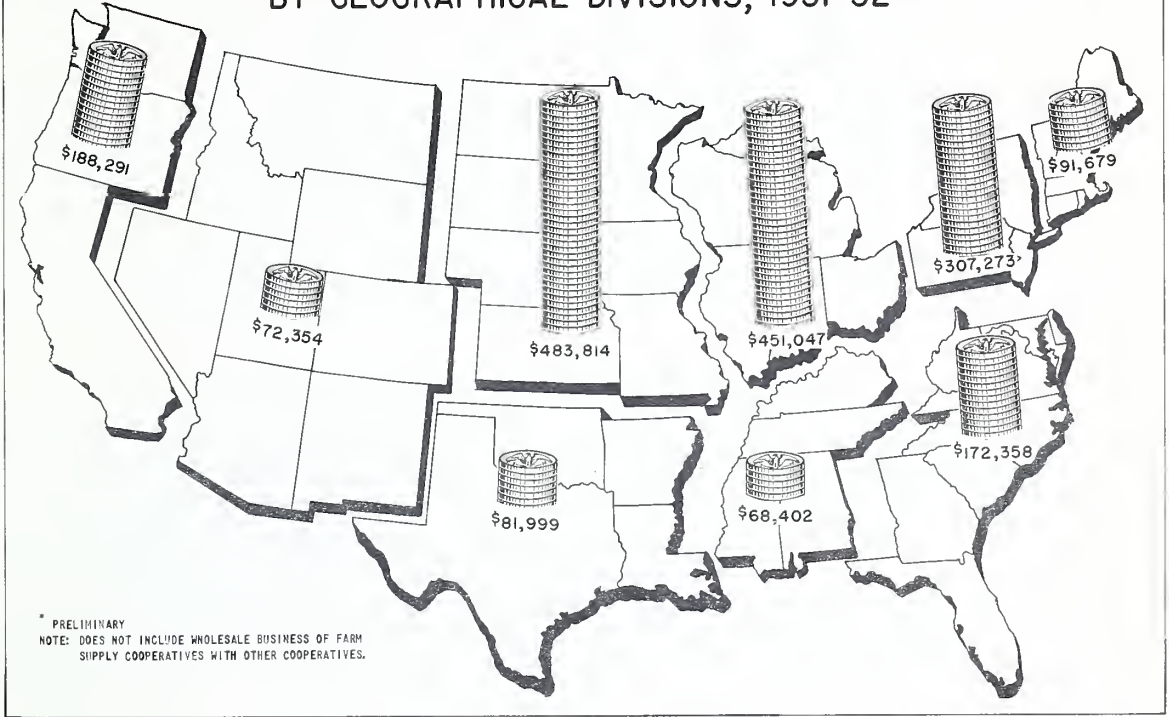 BY GEOGRAPHICAL DIVISIONS, 1951-52
$188,291
$91,679
$307,273
$72,354
$483,814
$451,047
$172,358
$81,999
$68,402
* PRELIMINARY
NOTE: DOES NOT INCLUDE WHOLESALE BUSINESS OF FARM
SUPPLY COOPERATIVES WITH OTHER COOPERATIVES.